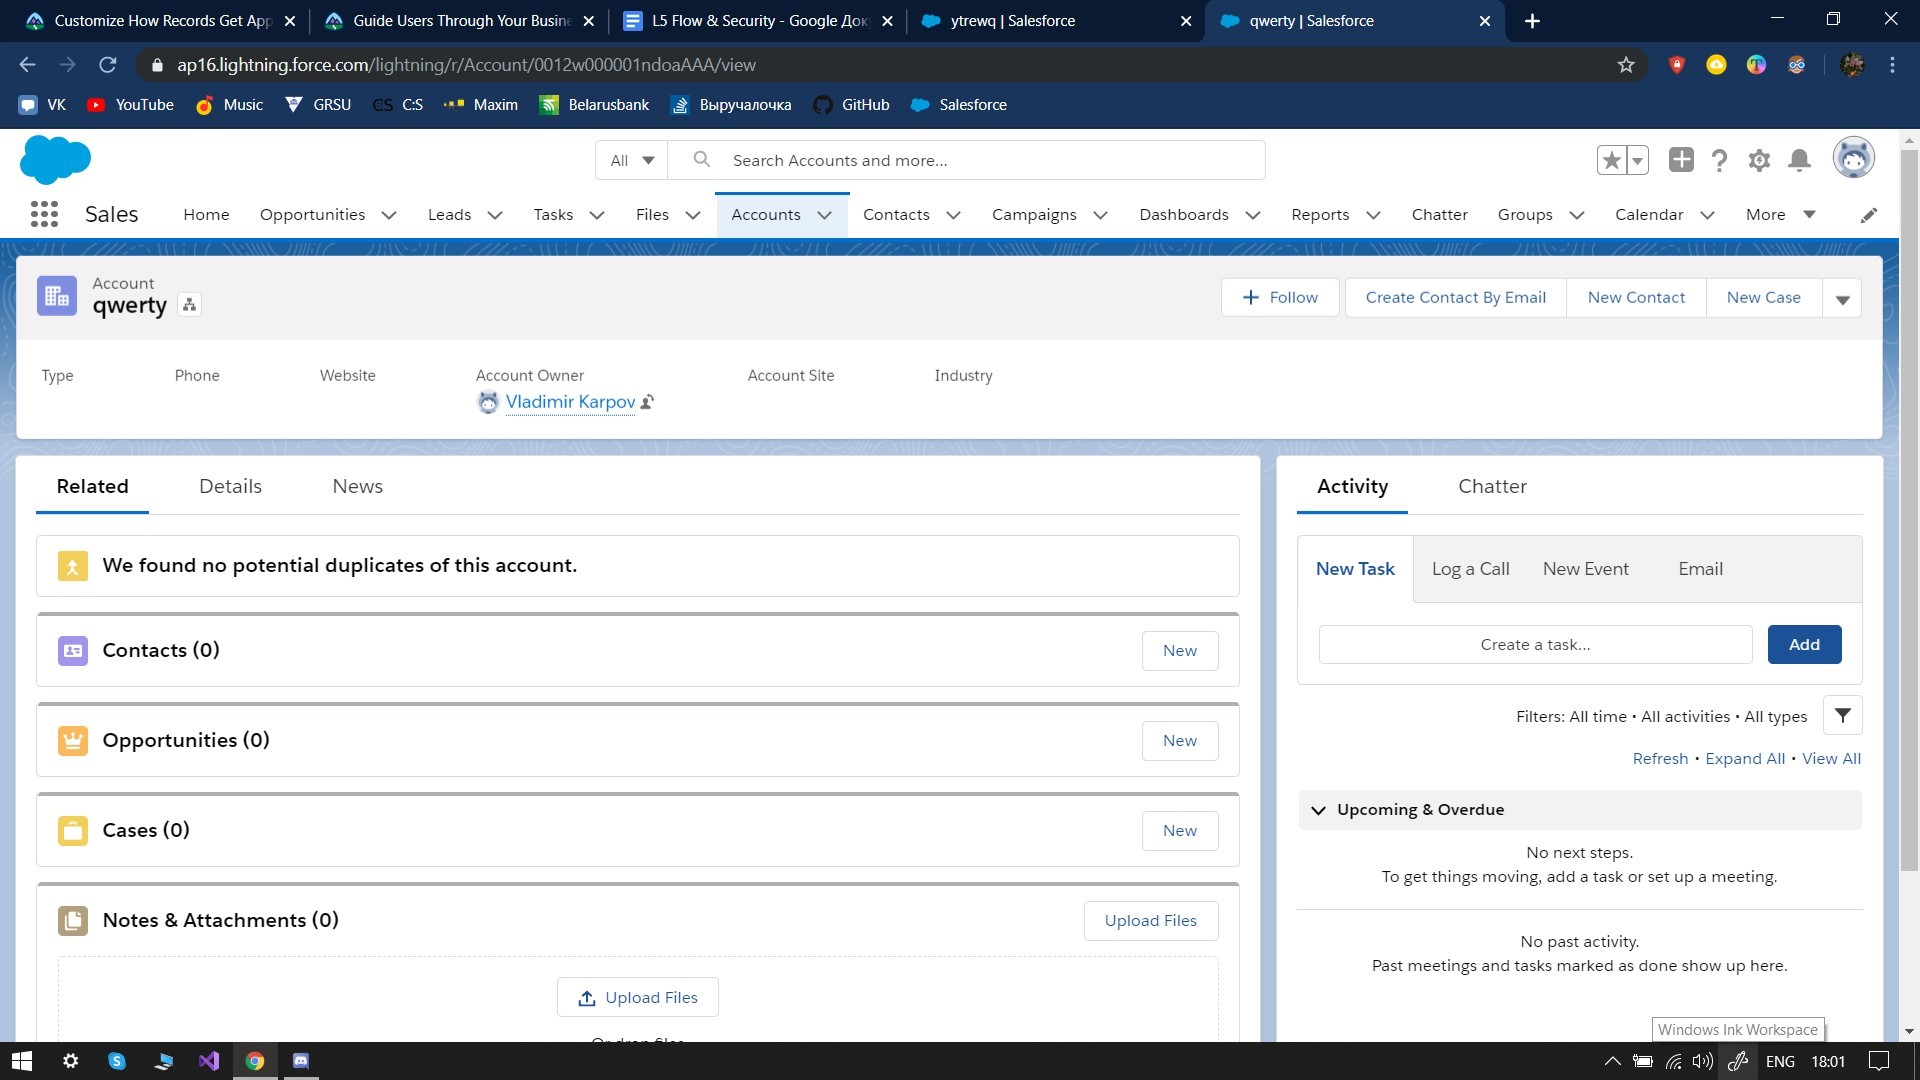 Customize How Records Get App
Guide Users Through Your Busine
L5 Flow & Security - Google Док
ytrewq | Salesforce
qwerty | Salesforce
ap16.lightning.force.com/lightning/r/Account/0012w000001ndoaAAA/view
VK
YouTube
Music
GRSU
CS C:S
Maxim
Belarusbank
Выручалочка
GitHub
Salesforce
All
Search Accounts and more...
Sales
Home
Opportunities
Leads
Tasks
Files
Accounts
Contacts
Campaigns
Dashboards
Reports
Chatter
Groups
Calendar
More
Account
qwerty
Follow
Create Contact By Email
New Contact
New Case
Type
Phone
Website
Account Owner
Account Site
Industry
Vladimir Karpov
Related
Details
News
We found no potential duplicates of this account.
Contacts (0)
New
Opportunities (0)
New
Cases (0)
New
Notes & Attachments (0)
Upload Files
Upload Files
Or drop files
Activity
Chatter
New Task
Log a Call
New Event
Email
Create a task...
Add
Filters: All time • All activities • All types
Refresh • Expand All • View All
Upcoming & Overdue
No next steps.
To get things moving, add a task or set up a meeting.
No past activity.
Past meetings and tasks marked as done show up here.
Windows Ink Workspace
ENG
18:01